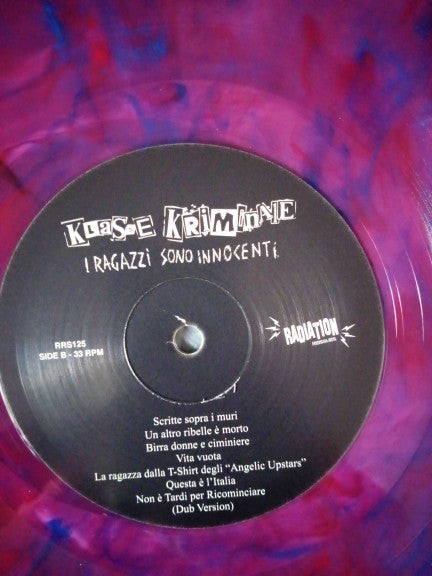 KLASSE KRIMINALE
I RAGAZZI SONO INNOCENTI
RRS125
SIDE B - 33 RPM
RADIATION
Scritte sopra i muri
Un altro ribelle è morto
Birra donne e ciminiere
Vita vuota
La ragazza dalla T-Shirt degli “Angelic Upstars”
Questa è l’Italia
Non è Tardi per Ricominciare
(Dub Version)